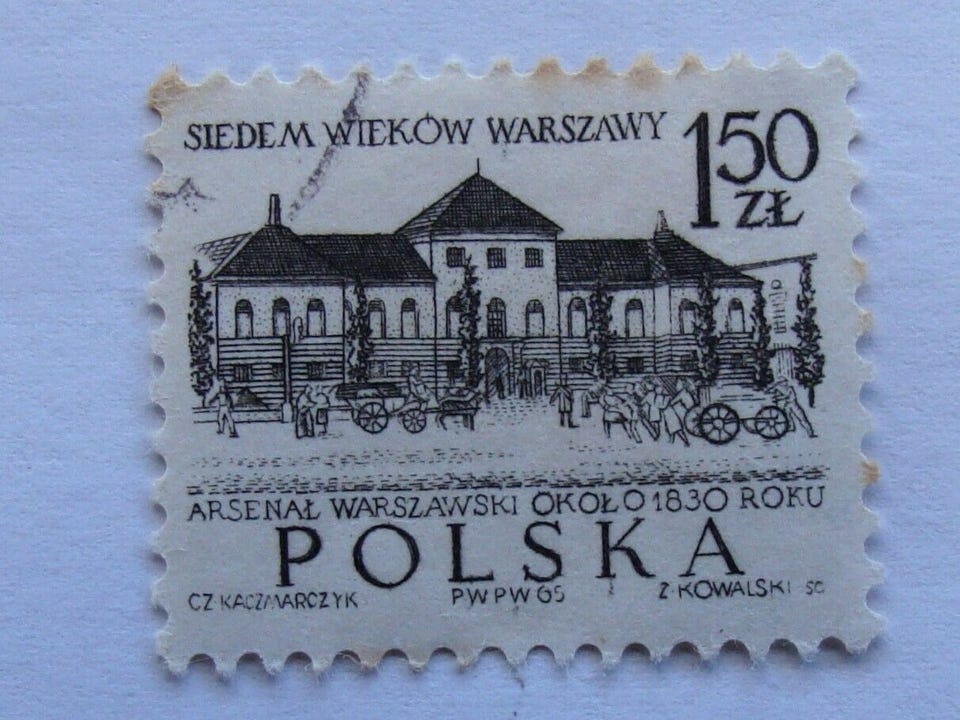 SIEDEM WIEKÓW WARSZAWY
1 50 ZŁ
ARSENAŁ WARSZAWSKI OKOŁO 1830 ROKU
POLSKA
CZ. KACZMARCZYK PWPW 65 Z. KOWALSKI SC.